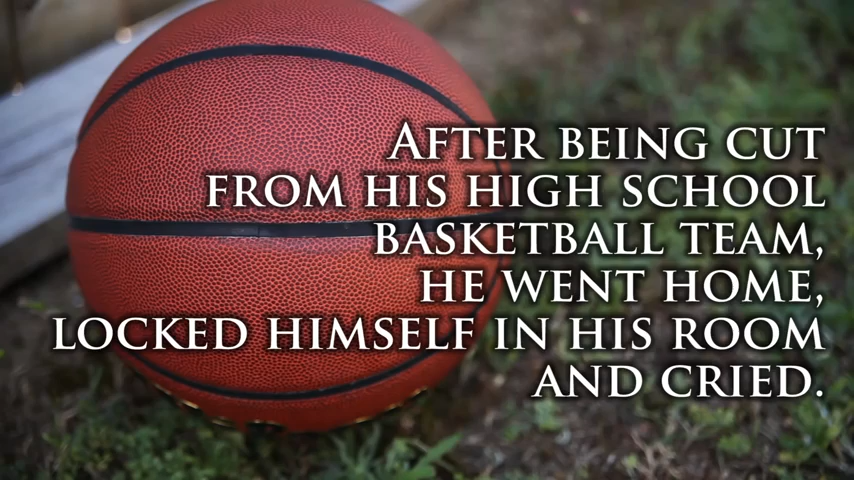 AFTER BEING CUT
FROM HIS HIGH SCHOOL
BASKETBALL TEAM,
HE WENT HOME,
LOCKED HIMSELF IN HIS ROOM
AND CRIED.